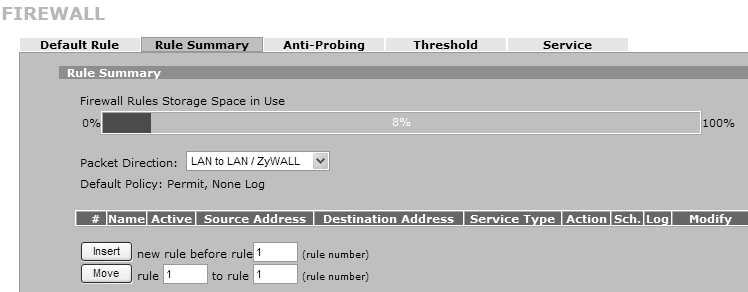 FIREWALL
Default Rule Rule Summary Anti-Probing Threshold Service
Rule Summary
Firewall Rules Storage Space in Use
0% 8% 100%
Packet Direction: LAN to LAN / ZyWALL
Default Policy: Permit, None Log
# Name Active Source Address Destination Address Service Type Action Sch. Log Modify
Insert new rule before rule 1 (rule number)
Move rule 1 to rule 1 (rule number)